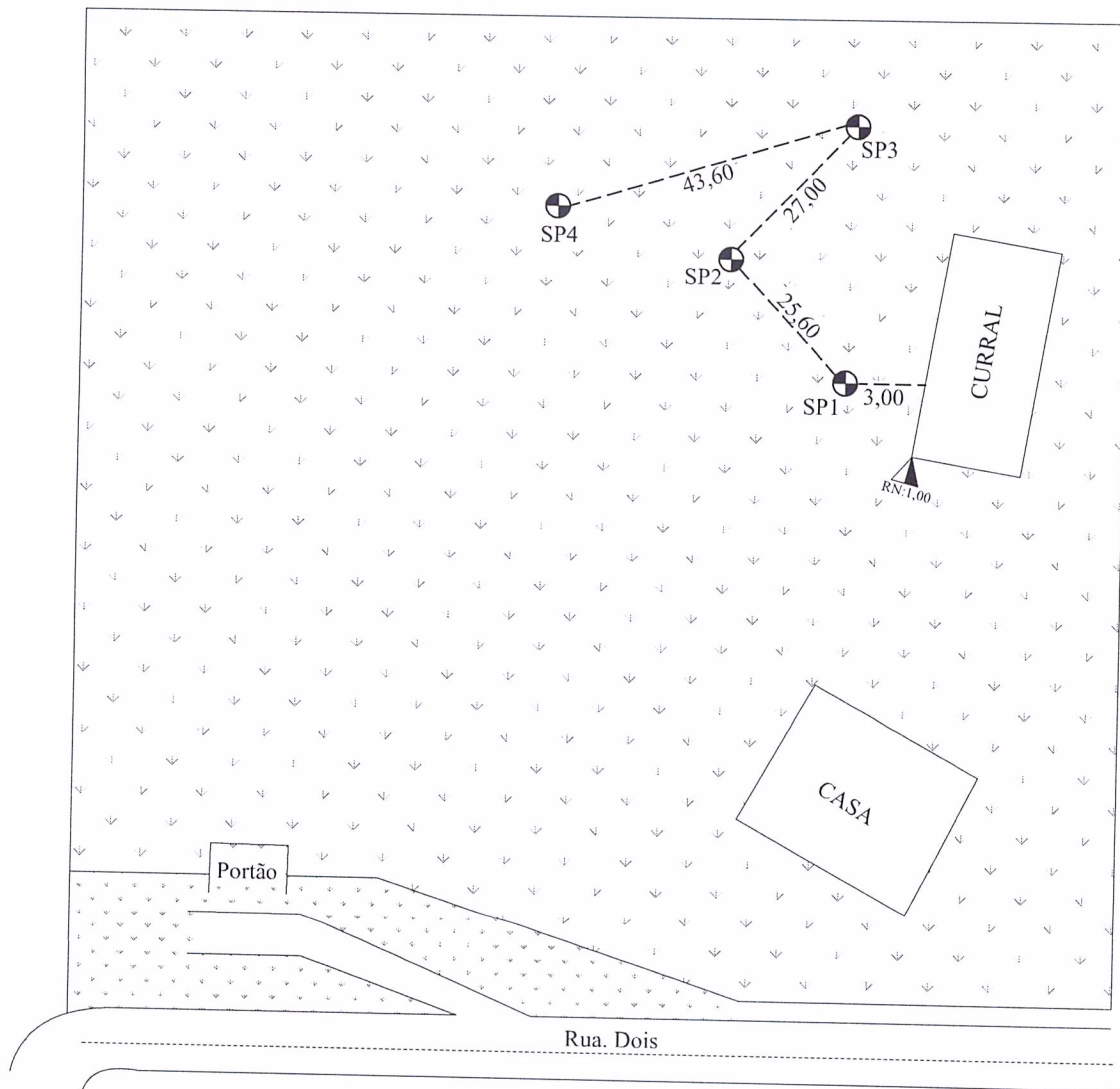 SP3
43,60
27,00
SP4
SP2
25,60
CURRAL
SP1
3,00
RN:1,00
CASA
Portão
Rua. Dois